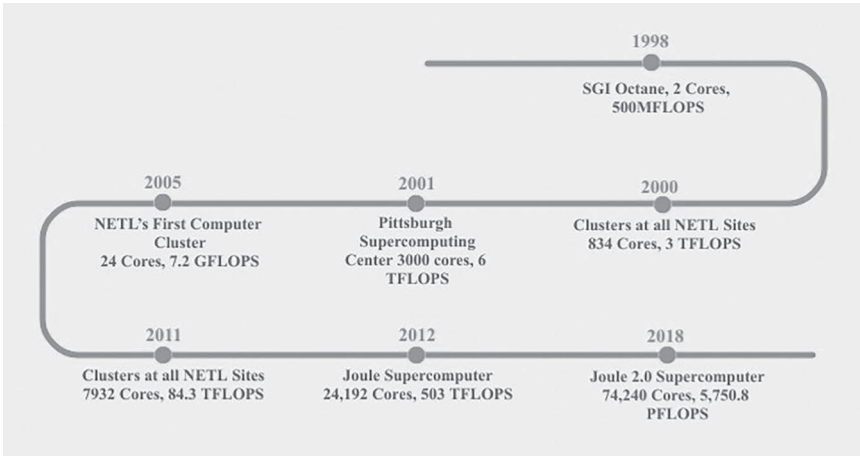 1998
SGI Octane, 2 Cores,
500MFLOPS
2000
Clusters at all NETL Sites
834 Cores, 3 TFLOPS
2001
Pittsburgh
Supercomputing
Center 3000 cores, 6
TFLOPS
2005
NETL's First Computer
Cluster
24 Cores, 7.2 GFLOPS
2011
Clusters at all NETL Sites
7932 Cores, 84.3 TFLOPS
2012
Joule Supercomputer
24,192 Cores, 503 TFLOPS
2018
Joule 2.0 Supercomputer
74,240 Cores, 5,750.8
PFLOPS